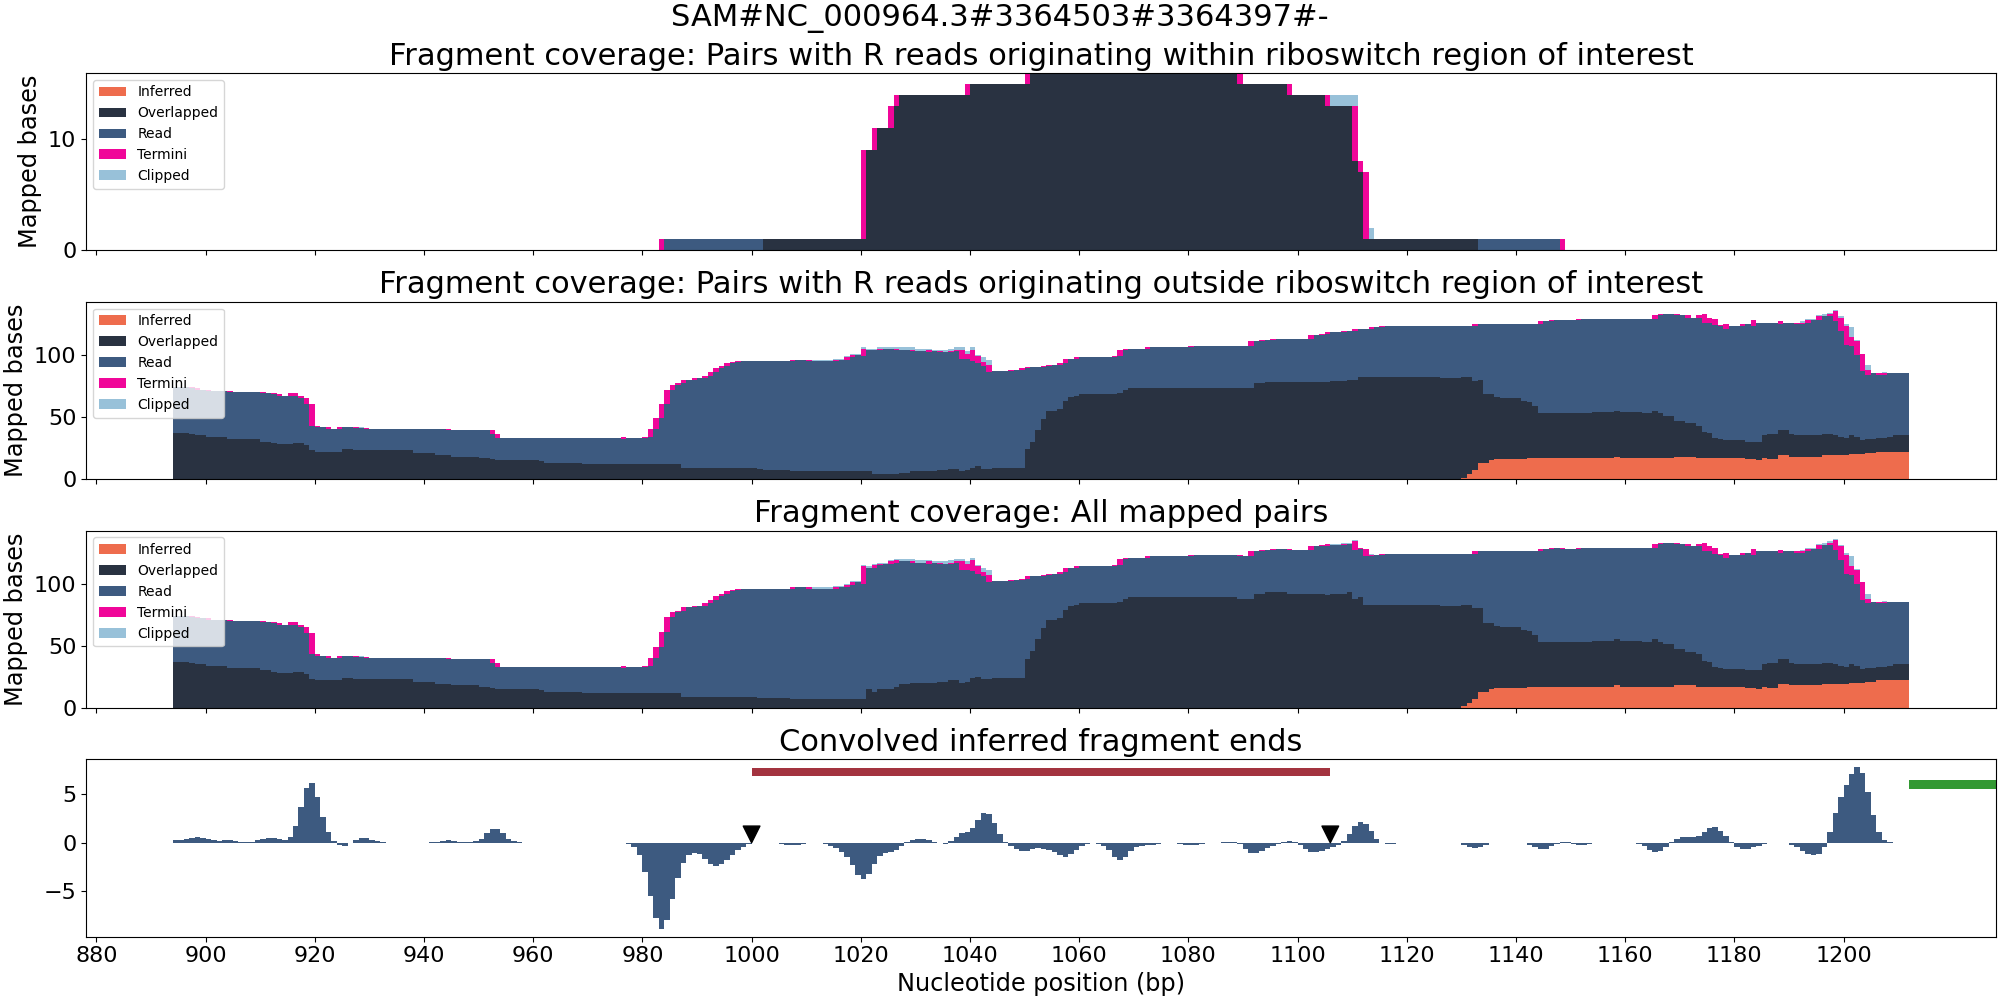 SAM#NC_000964.3#3364503#3364397#-
Fragment coverage: Pairs with R reads originating within riboswitch region of interest
Mapped bases
10
0
Inferred
Overlapped
Read
Termini
Clipped
Fragment coverage: Pairs with R reads originating outside riboswitch region of interest
Mapped bases
100
50
0
Inferred
Overlapped
Read
Termini
Clipped
Fragment coverage: All mapped pairs
Mapped bases
100
50
0
Inferred
Overlapped
Read
Termini
Clipped
Convolved inferred fragment ends
5
0
−5
880 900 920 940 960 980 1000 1020 1040 1060 1080 1100 1120 1140 1160 1180 1200
Nucleotide position (bp)